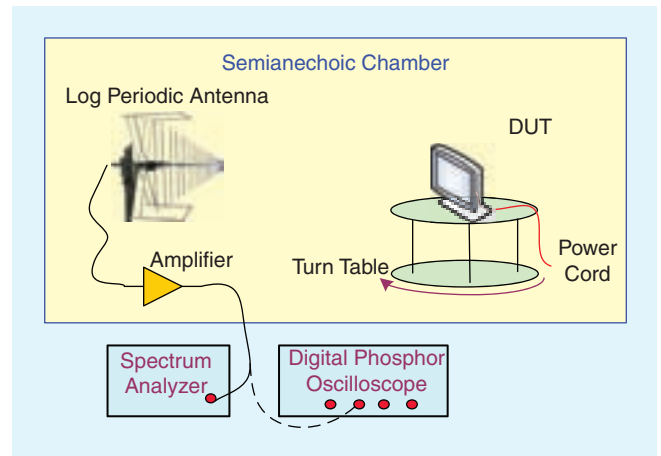 Semianechoic Chamber
Log Periodic Antenna
DUT
Amplifier
Turn Table
Power
Cord
Spectrum
Analyzer
Digital Phosphor
Oscilloscope